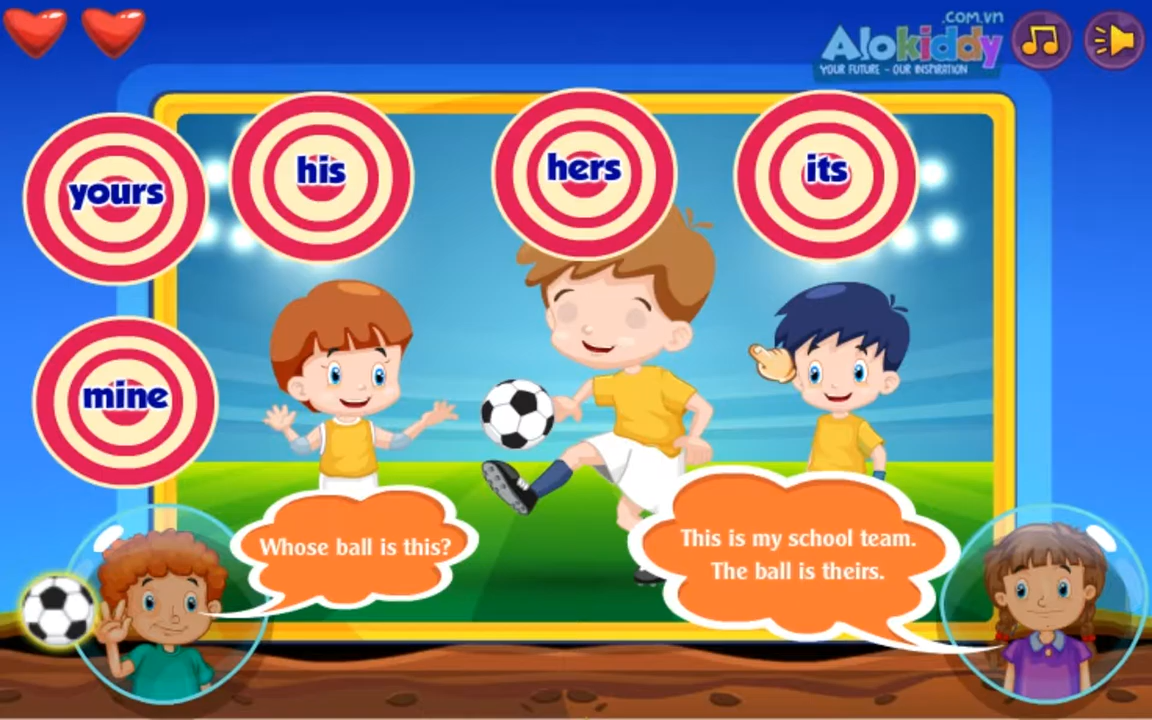 .com.vn
Alokiddy
YOUR FUTURE - OUR INSPIRATION
yours
his
hers
its
mine
Whose ball is this?
This is my school team.
The ball is theirs.